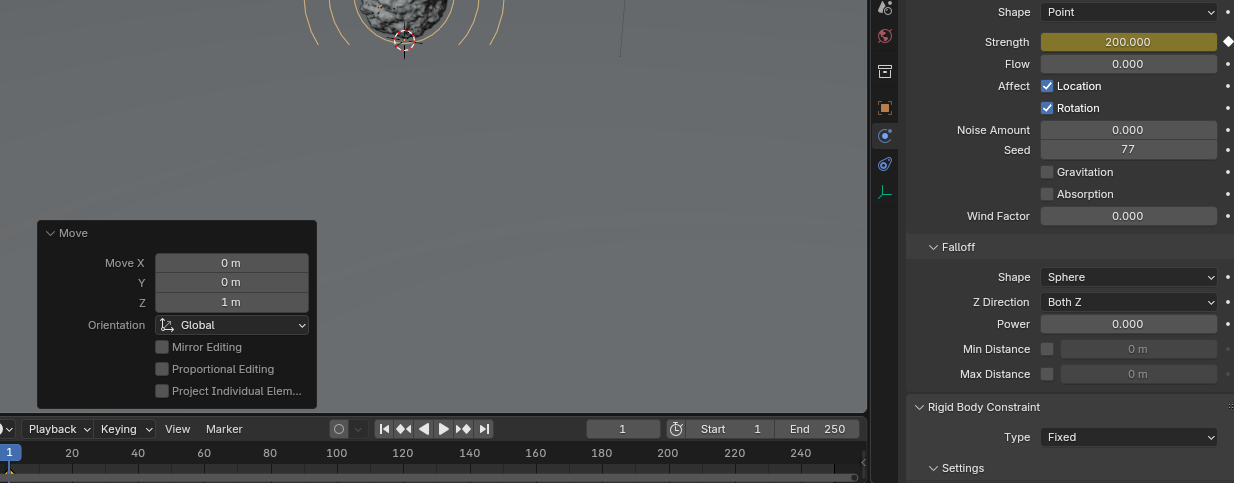 Shape Point
Strength 200.000
Flow 0.000
Affect Location
Rotation
Noise Amount 0.000
Seed 77
Gravitation
Absorption
Wind Factor 0.000
Falloff
Shape Sphere
Z Direction Both Z
Power 0.000
Min Distance 0 m
Max Distance 0 m
Rigid Body Constraint
Type Fixed
Settings
Move
Move X 0 m
Y 0 m
Z 1 m
Orientation Global
Mirror Editing
Proportional Editing
Project Individual Elem...
Playback Keying View Marker 1 Start 1 End 250
1 20 40 60 80 100 120 140 160 180 200 220 240